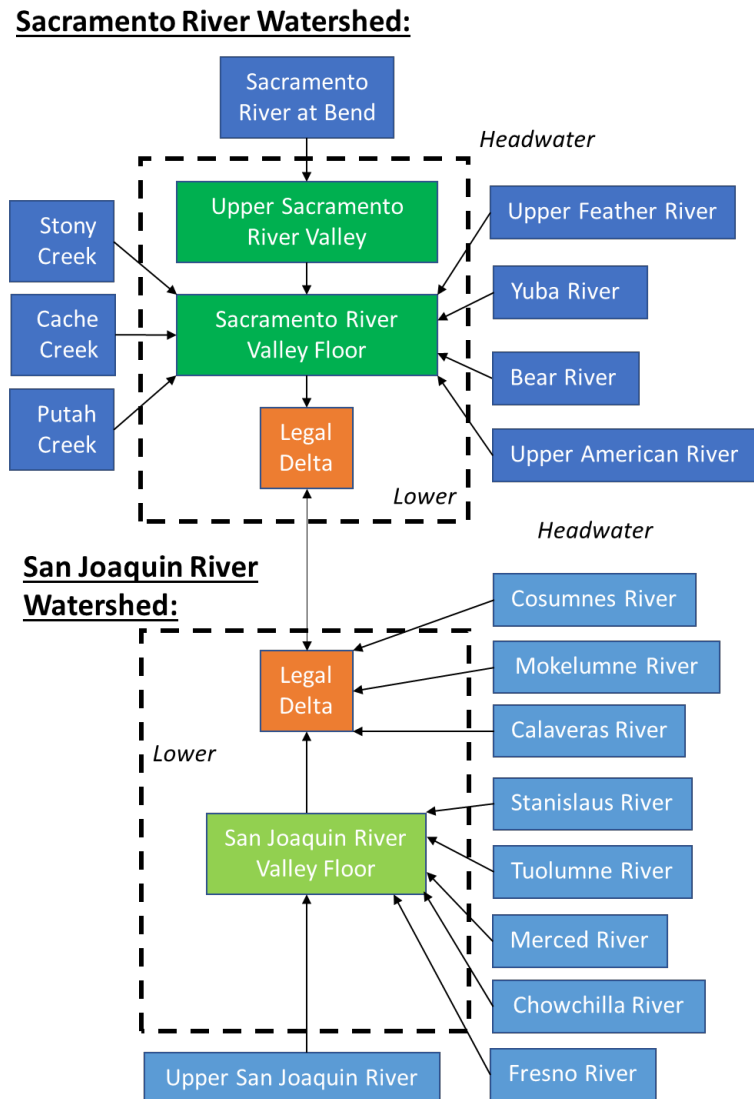 Sacramento River Watershed:
Sacramento
River at Bend
Headwater
Upper Sacramento
River Valley
Stony
Creek
Upper Feather River
Cache
Creek
Sacramento River
Valley Floor
Yuba River
Bear River
Putah
Creek
Legal
Delta
Upper American River
Lower
Headwater
San Joaquin River
Watershed:
Cosumnes River
Legal
Delta
Mokelumne River
Calaveras River
Lower
Stanislaus River
San Joaquin River
Valley Floor
Tuolumne River
Merced River
Chowchilla River
Upper San Joaquin River
Fresno River